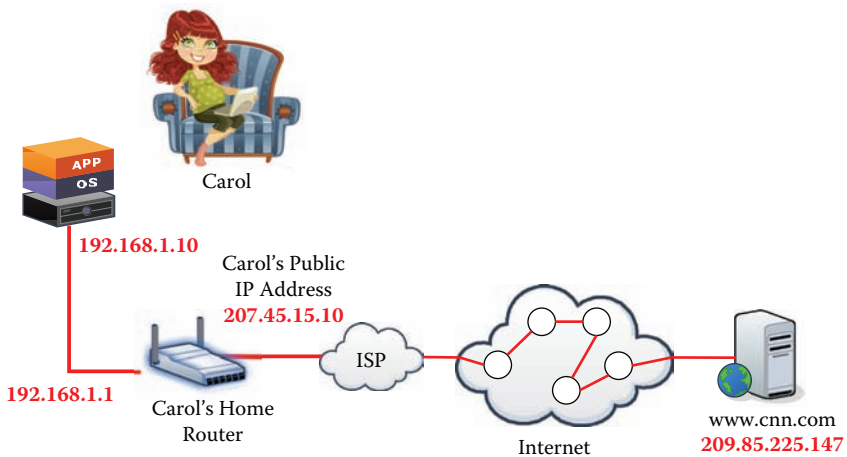 Carol
APP
OS
192.168.1.10
Carol's Public
IP Address
207.45.15.10
ISP
192.168.1.1
Carol's Home
Router
Internet
www.cnn.com
209.85.225.147